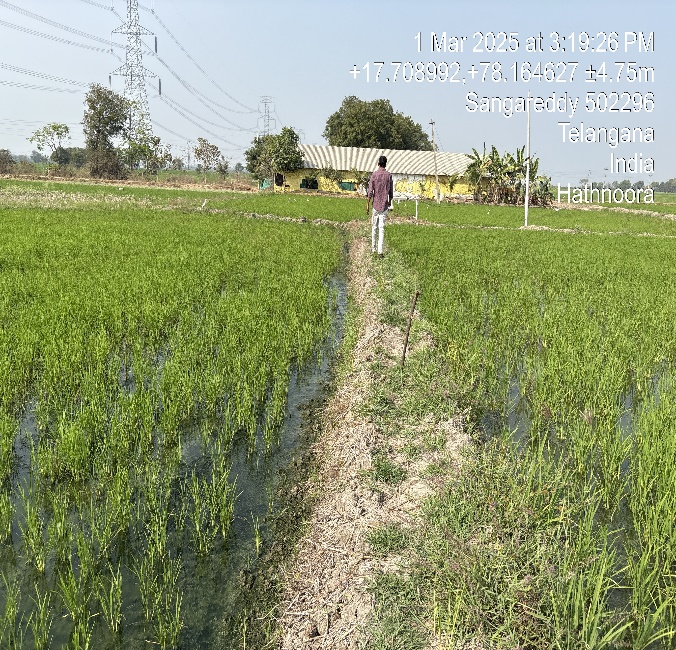 1 Mar 2025 at 3:19:26 PM
+17.708992,+78.164627 ±4.75m
Sangareddy 502296
Telangana
India
Hathnoora